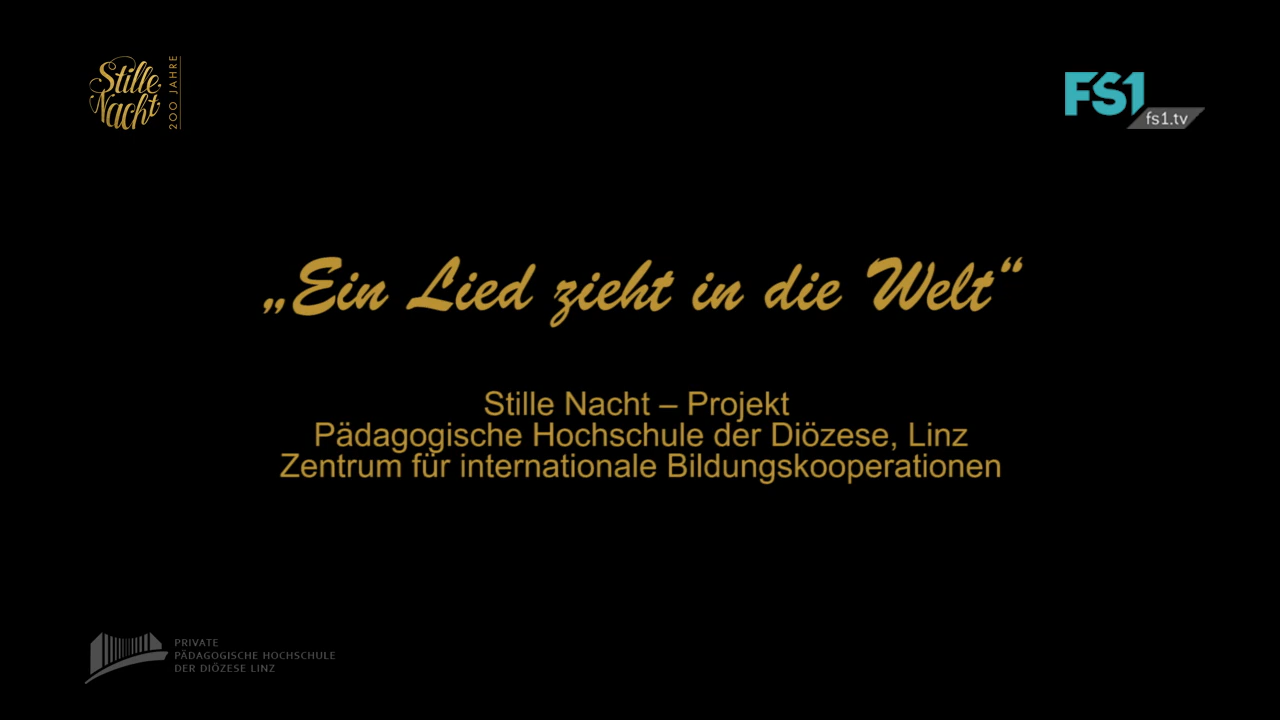 Stille
Nacht
200 JAHRE
FS1
fs1.tv
„Ein Lied zieht in die Welt“
Stille Nacht – Projekt
Pädagogische Hochschule der Diözese, Linz
Zentrum für internationale Bildungskooperationen
PRIVATE
PÄDAGOGISCHE HOCHSCHULE
DER DIÖZESE LINZ